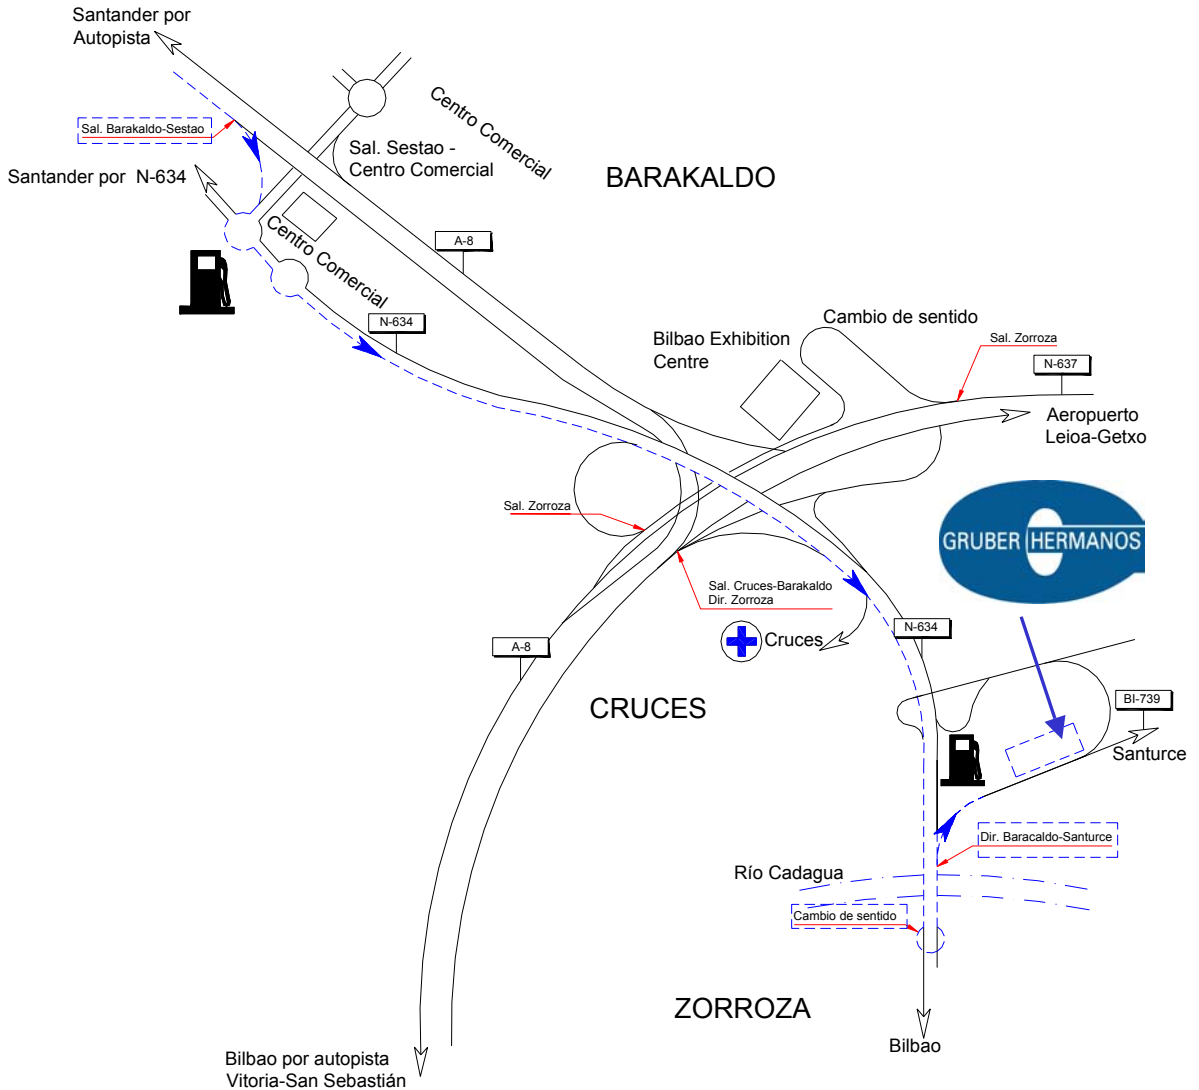 Santander por
Autopista
Sal. Barakaldo-Sestao
Santander por  N-634
Centro Comercial
Sal. Sestao -
Centro Comercial
BARAKALDO
Centro Comercial
A-8
N-634
Cambio de sentido
Bilbao Exhibition
Centre
Sal. Zorroza
N-637
Aeropuerto
Leioa-Getxo
Sal. Zorroza
GRUBER HERMANOS
Sal. Cruces-Barakaldo
Dir. Zorroza
Cruces
N-634
A-8
CRUCES
BI-739
Santurce
Dir. Baracaldo-Santurce
Río Cadagua
Cambio de sentido
ZORROZA
Bilbao
Bilbao por autopista
Vitoria-San Sebastián